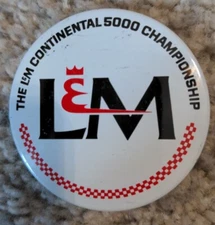 THE L&M CONTINENTAL 5000 CHAMPIONSHIP
L&M